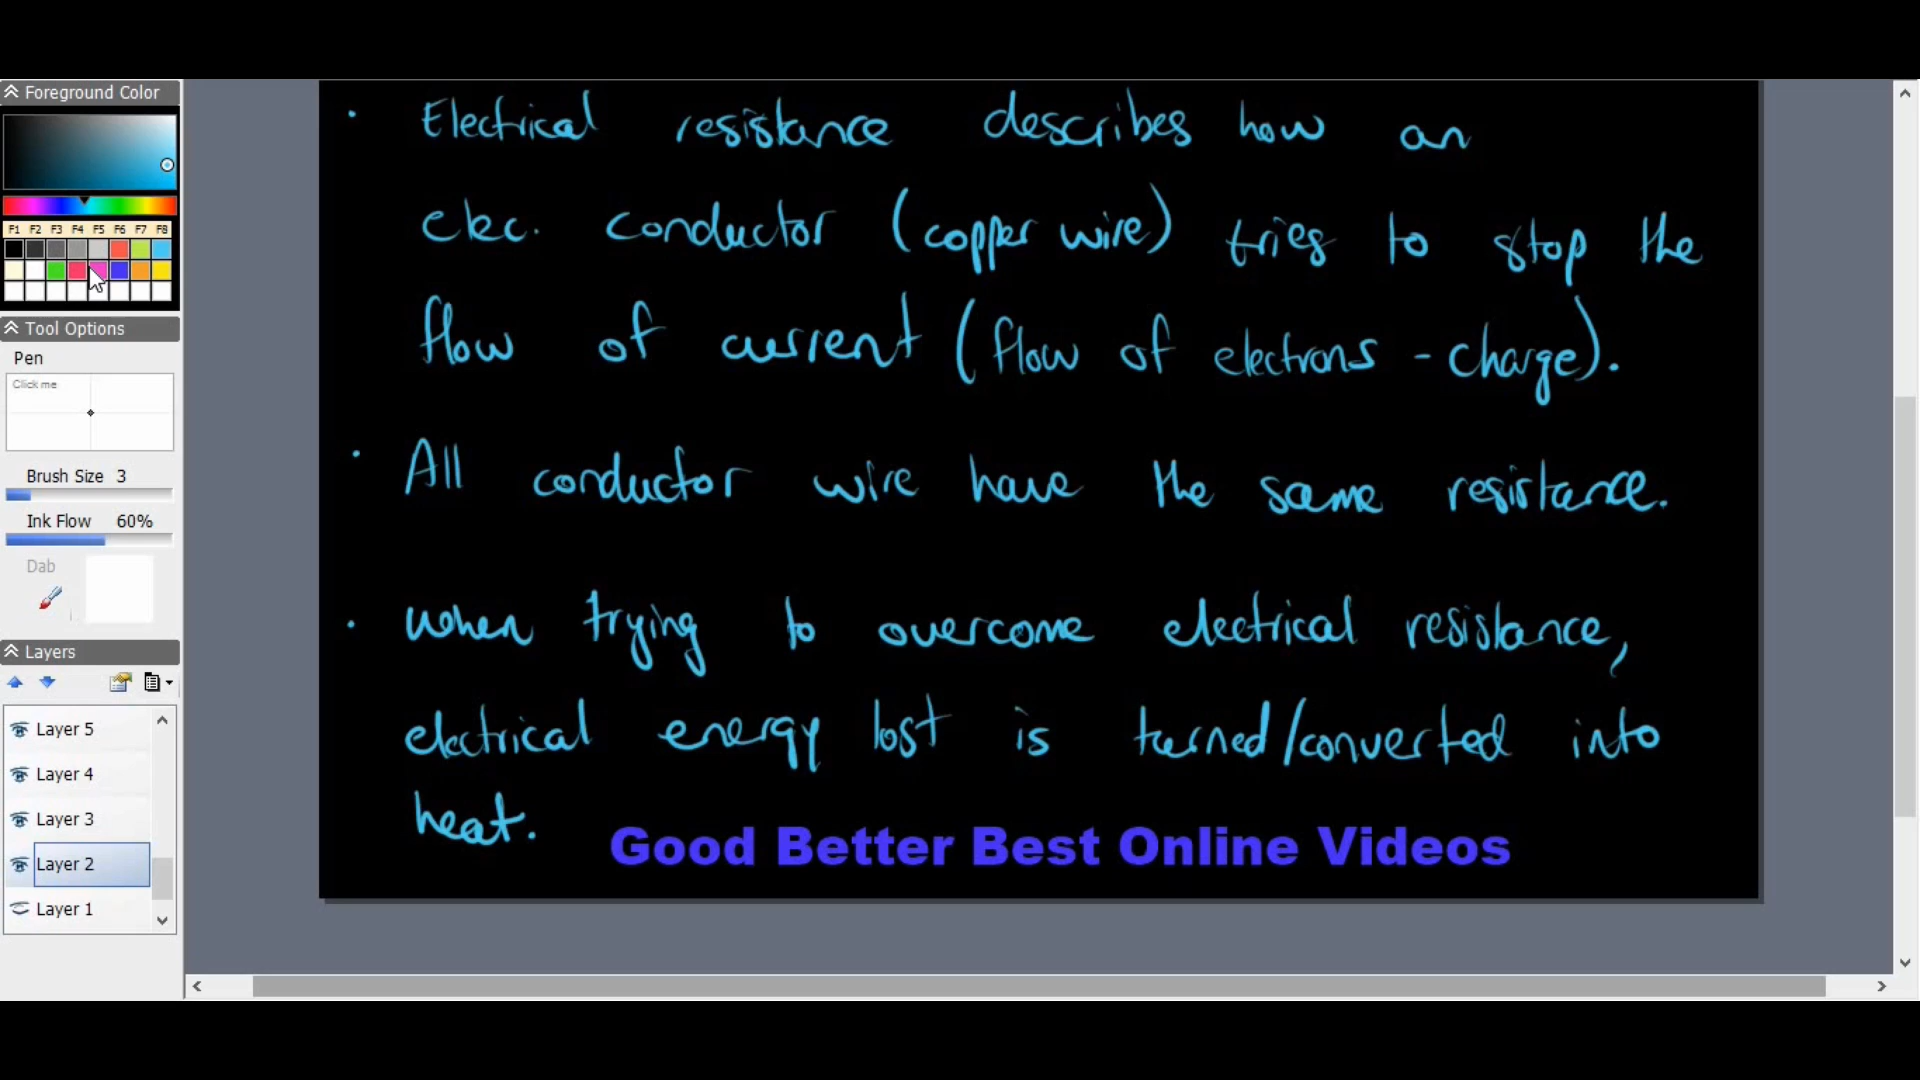 Foreground Color
F1 F2 F3 F4 F5 F6 F7 F8
Tool Options
Pen
Click me
Brush Size 3
Ink Flow 60%
Dab
Layers
Layer 5
Layer 4
Layer 3
Layer 2
Layer 1
· Electrical resistance describes how an
elec. conductor (copper wire) tries to stop the
flow of current (flow of electrons - charge).
· All conductor wire have the same resistance.
· When trying to overcome electrical resistance,
electrical energy lost is turned/converted into
heat.
Good Better Best Online Videos